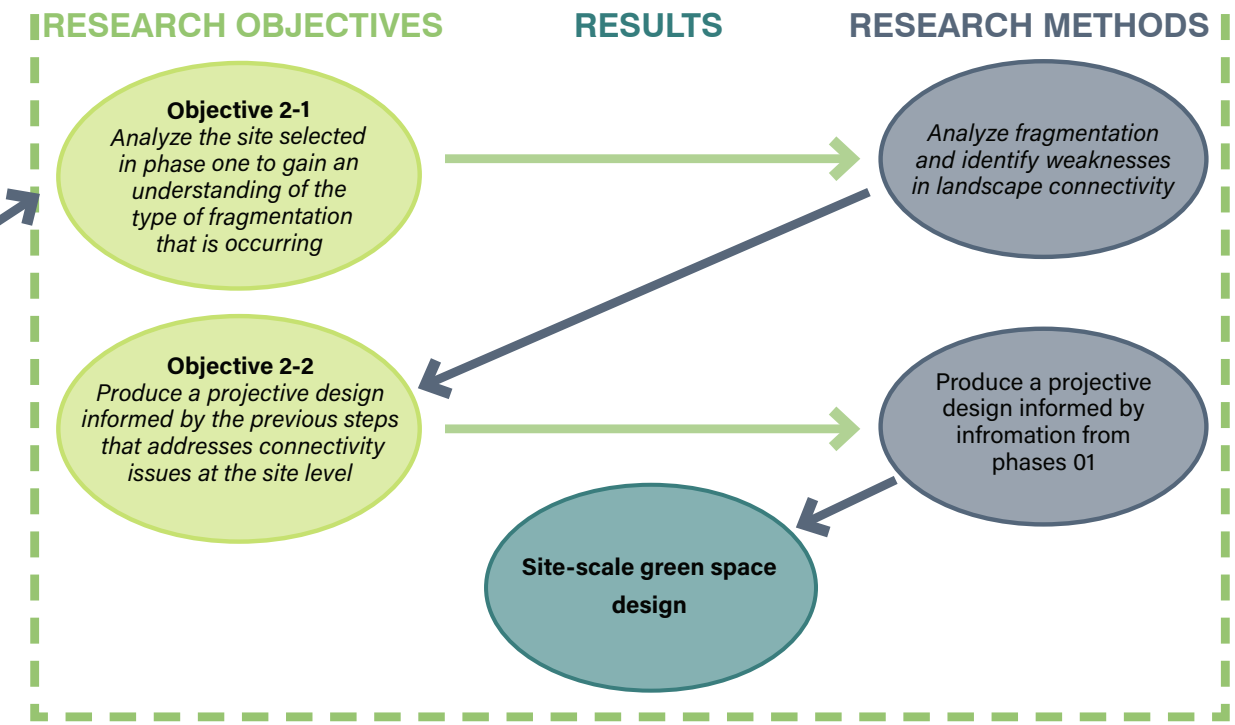 RESEARCH OBJECTIVES
RESULTS
RESEARCH METHODS
Objective 2-1
Analyze the site selected
in phase one to gain an
understanding of the
type of fragmentation
that is occurring
Analyze fragmentation
and identify weaknesses
in landscape connectivity
Objective 2-2
Produce a projective design
informed by the previous steps
that addresses connectivity
issues at the site level
Produce a projective
design informed by
infromation from
phases 01
Site-scale green space
design